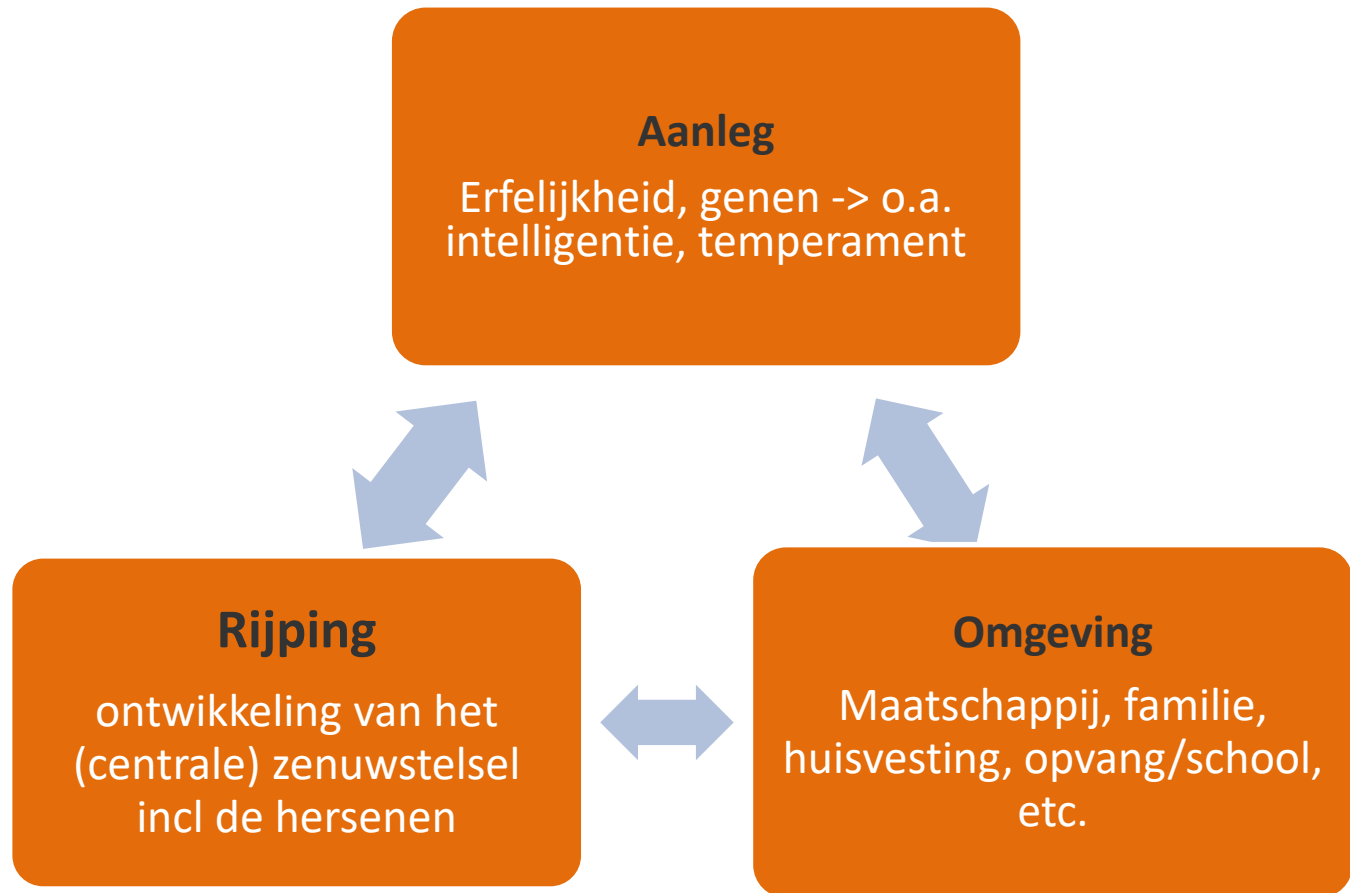 Aanleg
Erfelijkheid, genen -> o.a.
intelligentie, temperament
Rijping
ontwikkeling van het
(centrale) zenuwstelsel
incl de hersenen
Omgeving
Maatschappij, familie,
huisvesting, opvang/school,
etc.